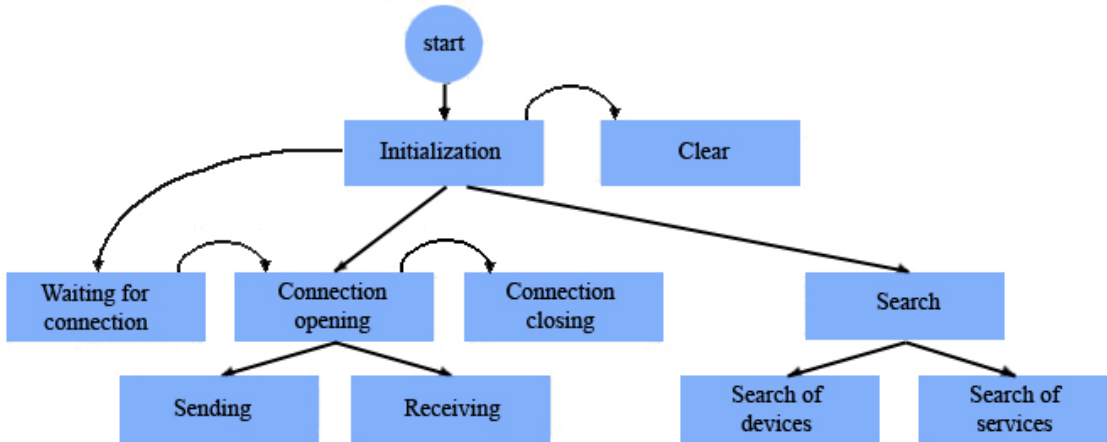 start
Initialization
Clear
Waiting for
connection
Connection
opening
Connection
closing
Search
Sending
Receiving
Search of
devices
Search of
services